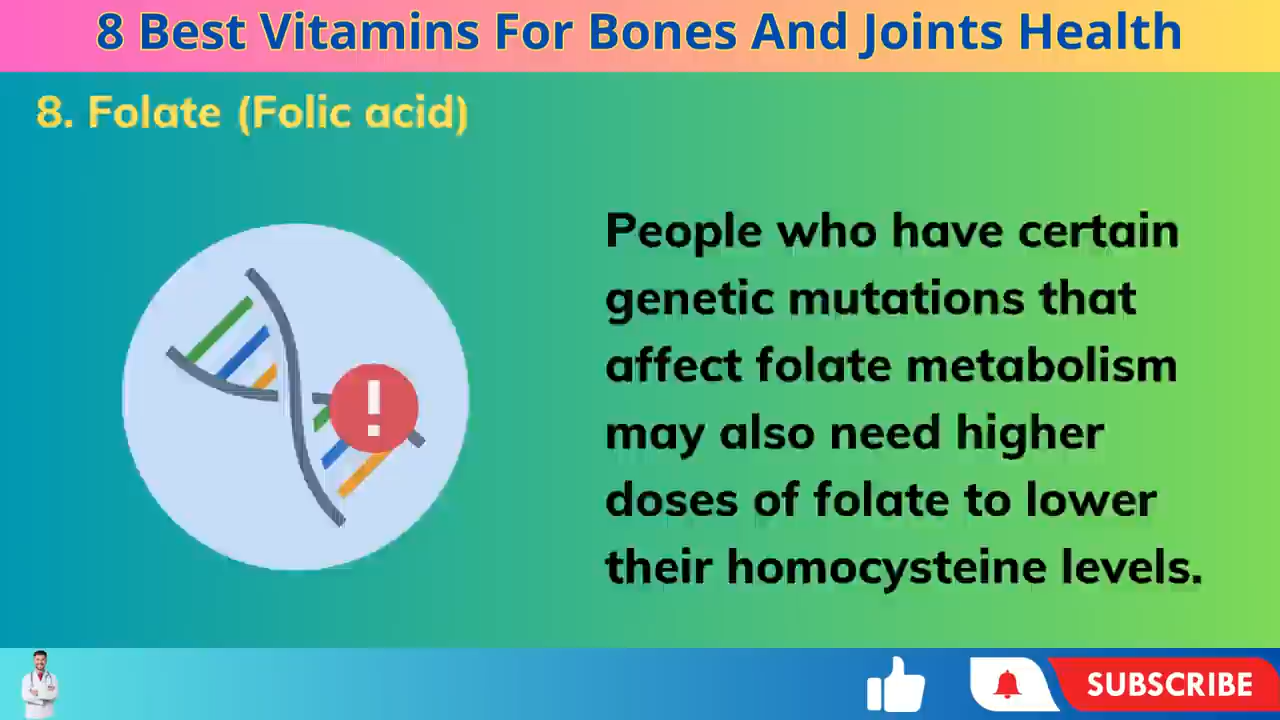 8 Best Vitamins For Bones And Joints Health
8. Folate (Folic acid)
People who have certain
genetic mutations that
affect folate metabolism
may also need higher
doses of folate to lower
their homocysteine levels.
SUBSCRIBE